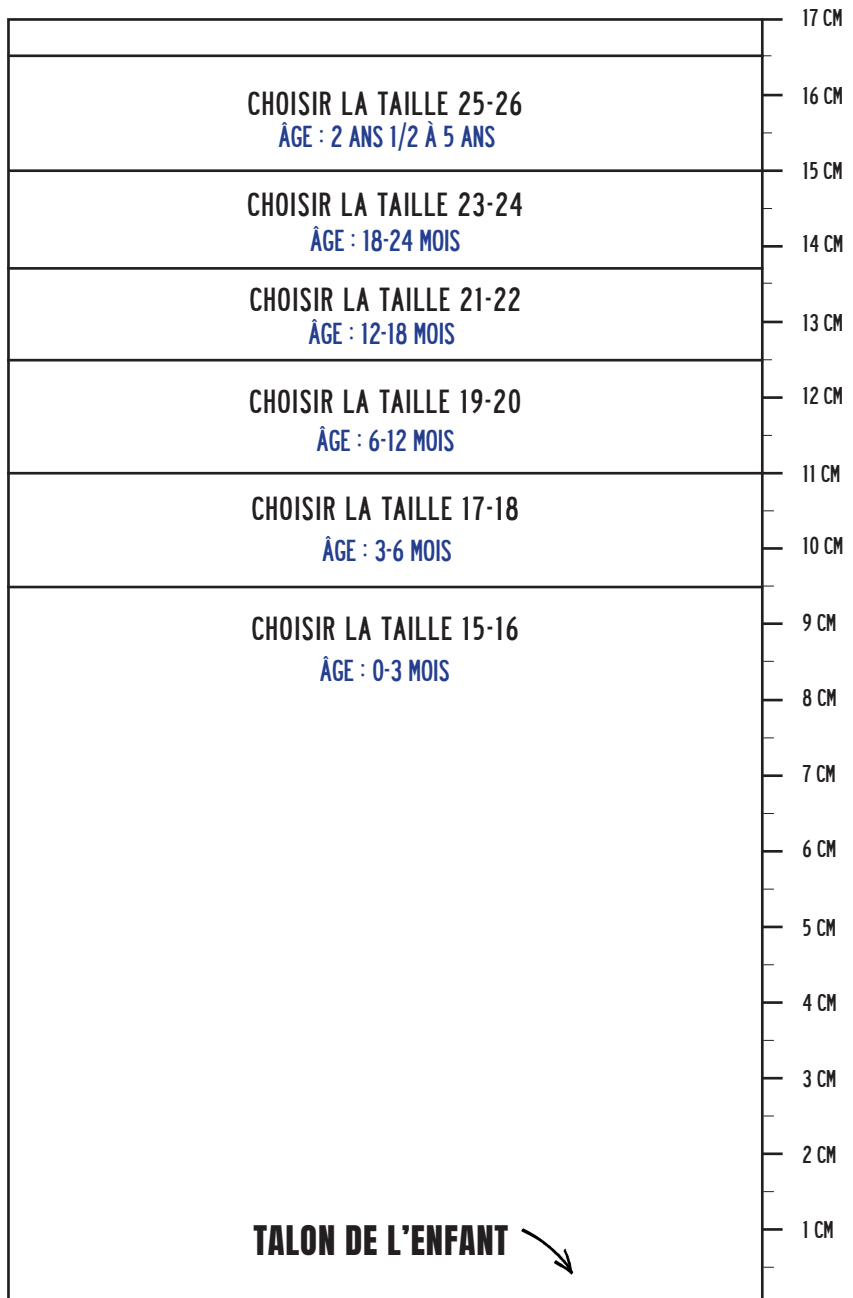 17 CM
CHOISIR LA TAILLE 25-26
16 CM
ÂGE : 2 ANS 1/2 À 5 ANS
15 CM
CHOISIR LA TAILLE 23-24
ÂGE : 18-24 MOIS
14 CM
CHOISIR LA TAILLE 21-22
13 CM
ÂGE : 12-18 MOIS
CHOISIR LA TAILLE 19-20
12 CM
ÂGE : 6-12 MOIS
11 CM
CHOISIR LA TAILLE 17-18
ÂGE : 3-6 MOIS
10 CM
CHOISIR LA TAILLE 15-16
9 CM
ÂGE : 0-3 MOIS
8 CM
7 CM
6 CM
5 CM
4 CM
3 CM
2 CM
TALON DE L'ENFANT
1 CM